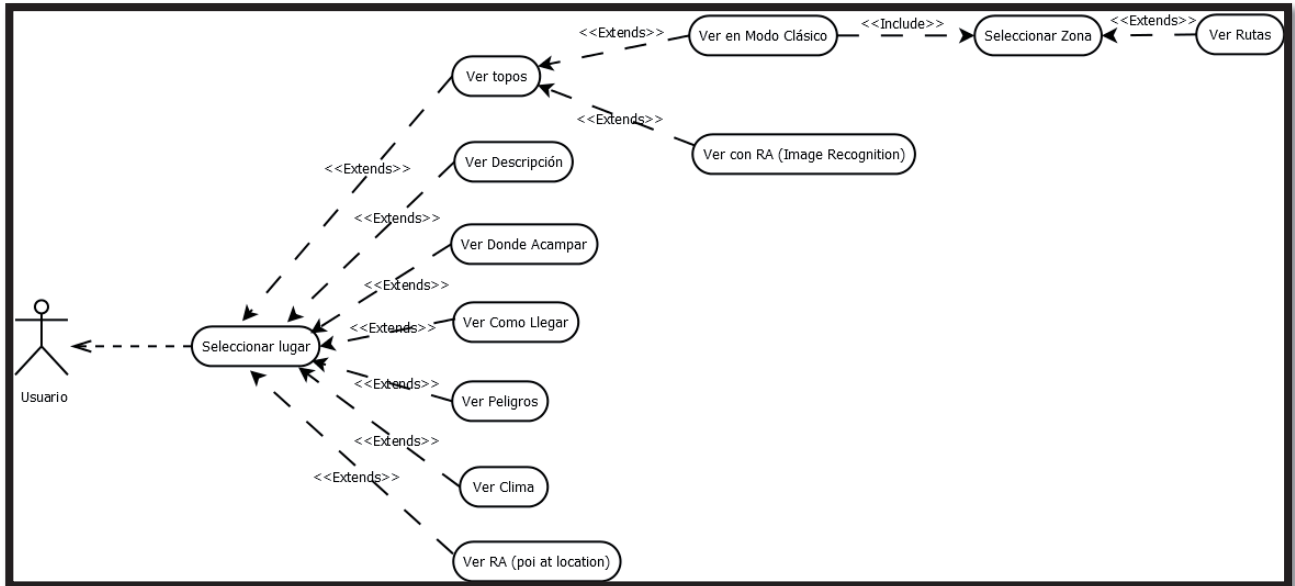 <<Extends>>
Ver en Modo Clásico
<<Include>>
Seleccionar Zona
<<Extends>>
Ver Rutas
Ver topos
<<Extends>>
Ver con RA (Image Recognition)
<<Extends>>
Ver Descripción
<<Extends>>
Ver Donde Acampar
<<Extends>>
Ver Como Llegar
<<Extends>>
Seleccionar lugar
Usuario
<<Extends>>
Ver Peligros
<<Extends>>
Ver Clima
<<Extends>>
Ver RA (poi at location)